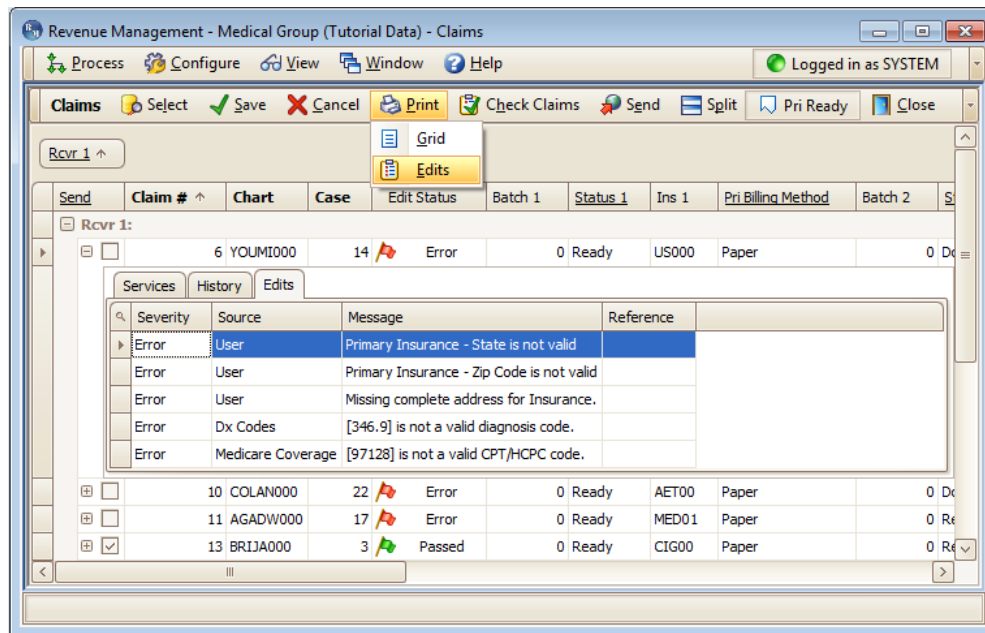 Revenue Management - Medical Group (Tutorial Data) - Claims
Process Configure View Window Help Logged in as SYSTEM
Claims Select Save Cancel Print Check Claims Send Split Pri Ready Close
Grid
Edits
Rcvr 1
Send Claim # Chart Case Edit Status Batch 1 Status 1 Ins 1 Pri Billing Method Batch 2
Rcvr 1:
6 YOUMI000 14 Error 0 Ready US000 Paper 0
Services History Edits
Severity Source Message Reference
Error User Primary Insurance - State is not valid
Error User Primary Insurance - Zip Code is not valid
Error User Missing complete address for Insurance.
Error Dx Codes [346.9] is not a valid diagnosis code.
Error Medicare Coverage [97128] is not a valid CPT/HCPC code.
10 COLAN000 22 Error 0 Ready AET00 Paper 0
11 AGADW000 17 Error 0 Ready MED01 Paper 0
13 BRIJA000 3 Passed 0 Ready CIG00 Paper 0